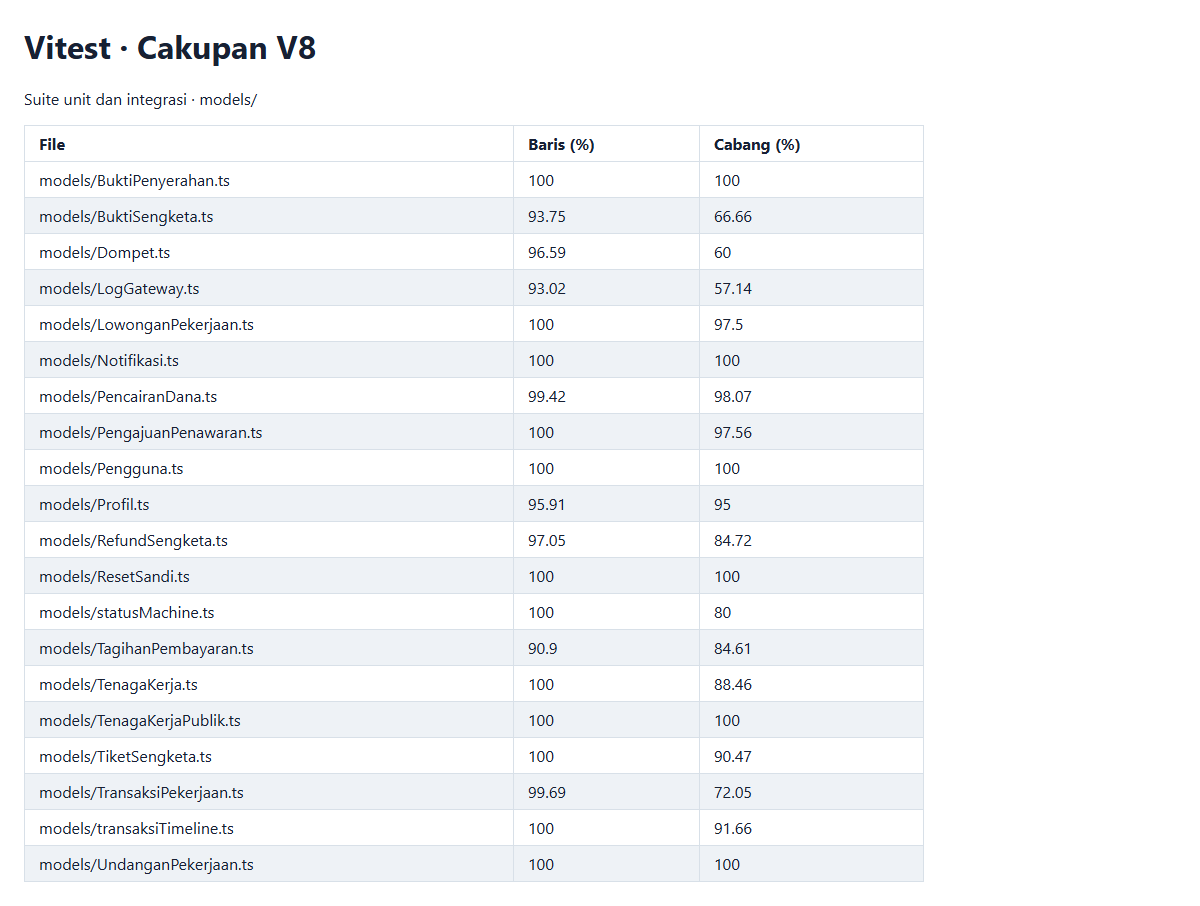 Vitest · Cakupan V8
Suite unit dan integrasi · models/
File Baris (%) Cabang (%)
models/BuktiPenyerahan.ts 100 100
models/BuktiSengketa.ts 93.75 66.66
models/Dompet.ts 96.59 60
models/LogGateway.ts 93.02 57.14
models/LowonganPekerjaan.ts 100 97.5
models/Notifikasi.ts 100 100
models/PencairanDana.ts 99.42 98.07
models/PengajuanPenawaran.ts 100 97.56
models/Pengguna.ts 100 100
models/Profil.ts 95.91 95
models/RefundSengketa.ts 97.05 84.72
models/ResetSandi.ts 100 100
models/statusMachine.ts 100 80
models/TagihanPembayaran.ts 90.9 84.61
models/TenagaKerja.ts 100 88.46
models/TenagaKerjaPublik.ts 100 100
models/TiketSengketa.ts 100 90.47
models/TransaksiPekerjaan.ts 99.69 72.05
models/transaksiTimeline.ts 100 91.66
models/UndanganPekerjaan.ts 100 100